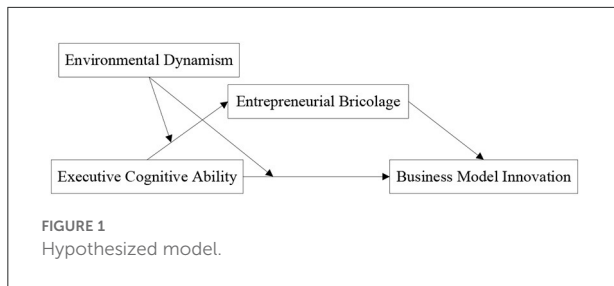 Environmental Dynamism
Entrepreneurial Bricolage
Executive Cognitive Ability
Business Model Innovation
FIGURE 1
Hypothesized model.